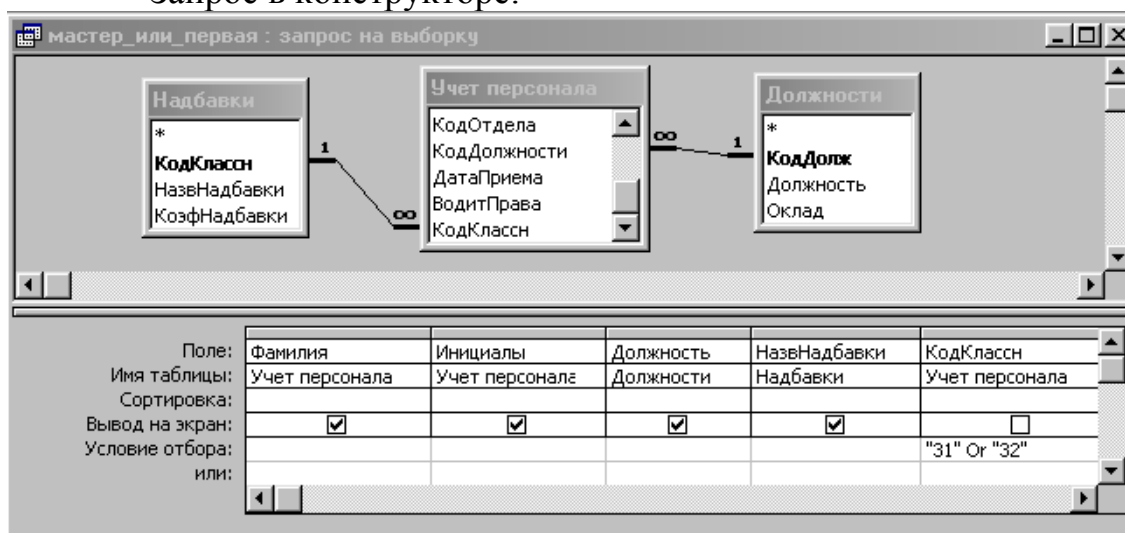 Запрос в конструкторе:
мастер_или_первая : запрос на выборку
Надбавки
*
КодКлассн
НазвНадбавки
КоэфНадбавки
1
∞
Учет персонала
КодОтдела
КодДолжности
ДатаПриема
ВодитПрава
КодКлассн
∞
1
Должности
*
КодДолж
Должность
Оклад
Поле: Фамилия Инициалы Должность НазвНадбавки КодКлассн
Имя таблицы: Учет персонала Учет персонала Должности Надбавки Учет персонала
Сортировка:
Вывод на экран:
Условие отбора: "31" Or "32"
или: